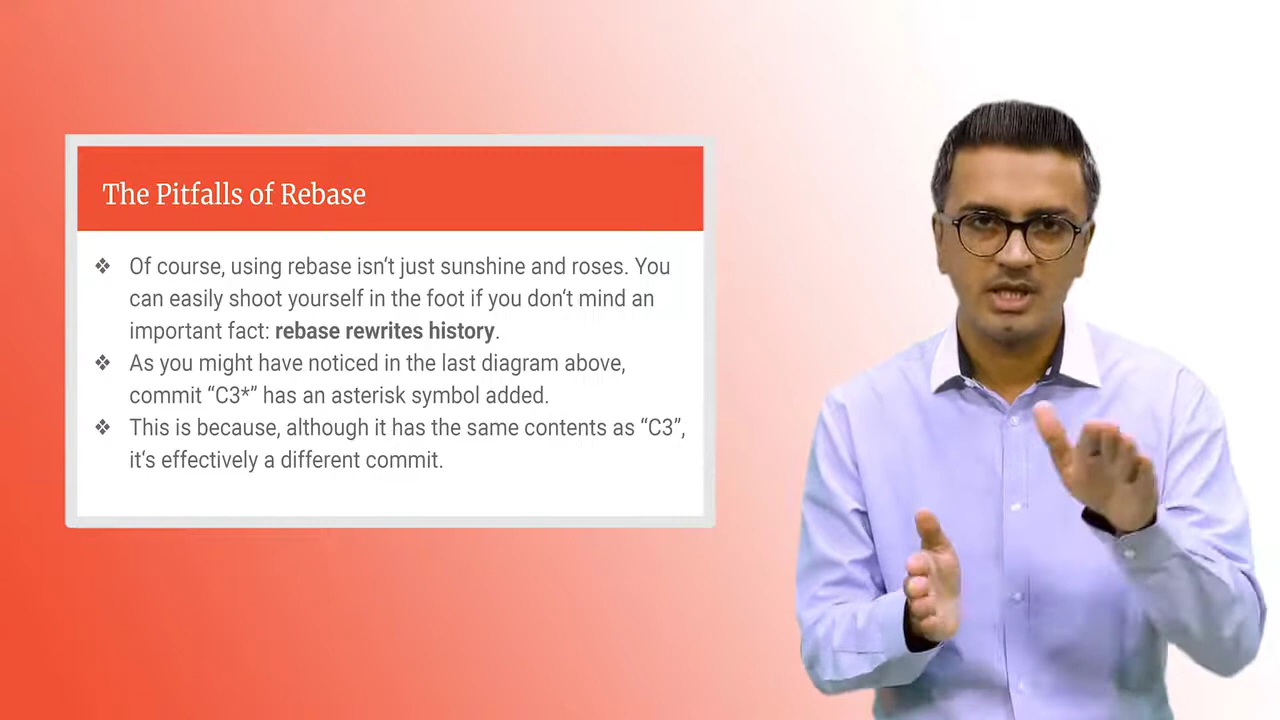 The Pitfalls of Rebase
❖ Of course, using rebase isn‘t just sunshine and roses. You
can easily shoot yourself in the foot if you don‘t mind an
important fact: rebase rewrites history.
❖ As you might have noticed in the last diagram above,
commit “C3*” has an asterisk symbol added.
❖ This is because, although it has the same contents as “C3”,
it‘s effectively a different commit.